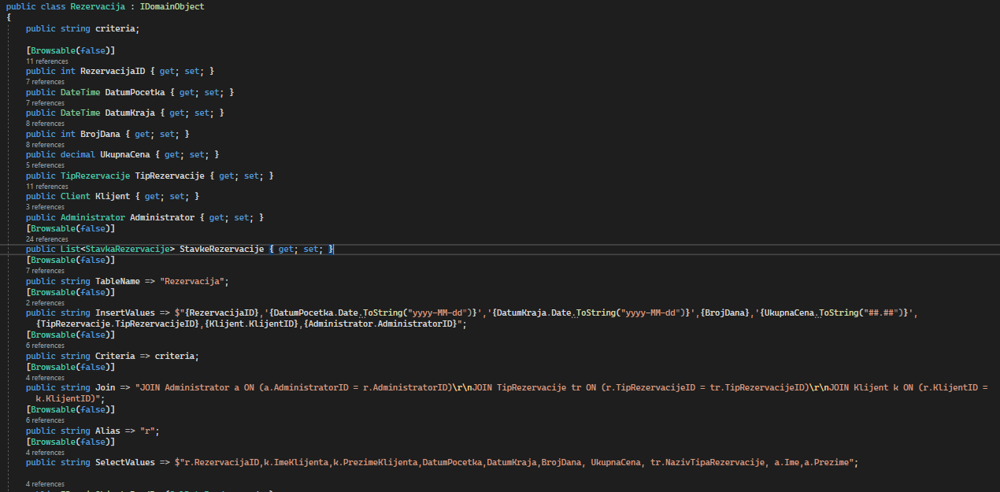 public class Rezervacija : IDomainObject
{
public string criteria;
[Browsable(false)]
11 references
public int RezervacijaID { get; set; }
7 references
public DateTime DatumPocetka { get; set; }
7 references
public DateTime DatumKraja { get; set; }
8 references
public int BrojDana { get; set; }
8 references
public decimal UkupnaCena { get; set; }
5 references
public TipRezervacije TipRezervacije { get; set; }
11 references
public Client Klijent { get; set; }
3 references
public Administrator Administrator { get; set; }
[Browsable(false)]
24 references
public List<StavkaRezervacije> StavkeRezervacije { get; set; }
[Browsable(false)]
7 references
public string TableName => "Rezervacija";
[Browsable(false)]
2 references
public string InsertValues => $"{RezervacijaID},'{DatumPocetka.Date.ToString("yyyy-MM-dd")}','{DatumKraja.Date.ToString("yyyy-MM-dd")}',{BrojDana},'{UkupnaCena.ToString("##.##")}',
{TipRezervacije.TipRezervacijeID},{Klijent.KlijentID},{Administrator.AdministratorID}";
[Browsable(false)]
6 references
public string Criteria => criteria;
[Browsable(false)]
4 references
public string Join => "JOIN Administrator a ON (a.AdministratorID = r.AdministratorID)\r\nJOIN TipRezervacije tr ON (r.TipRezervacijeID = tr.TipRezervacijeID)\r\nJOIN Klijent k ON (r.KlijentID =
k.KlijentID)";
[Browsable(false)]
6 references
public string Alias => "r";
[Browsable(false)]
4 references
public string SelectValues => $"r.RezervacijaID,k.ImeKlijenta,k.PrezimeKlijenta,DatumPocetka,DatumKraja,BrojDana, UkupnaCena, tr.NazivTipaRezervacije, a.Ime,a.Prezime";
4 references